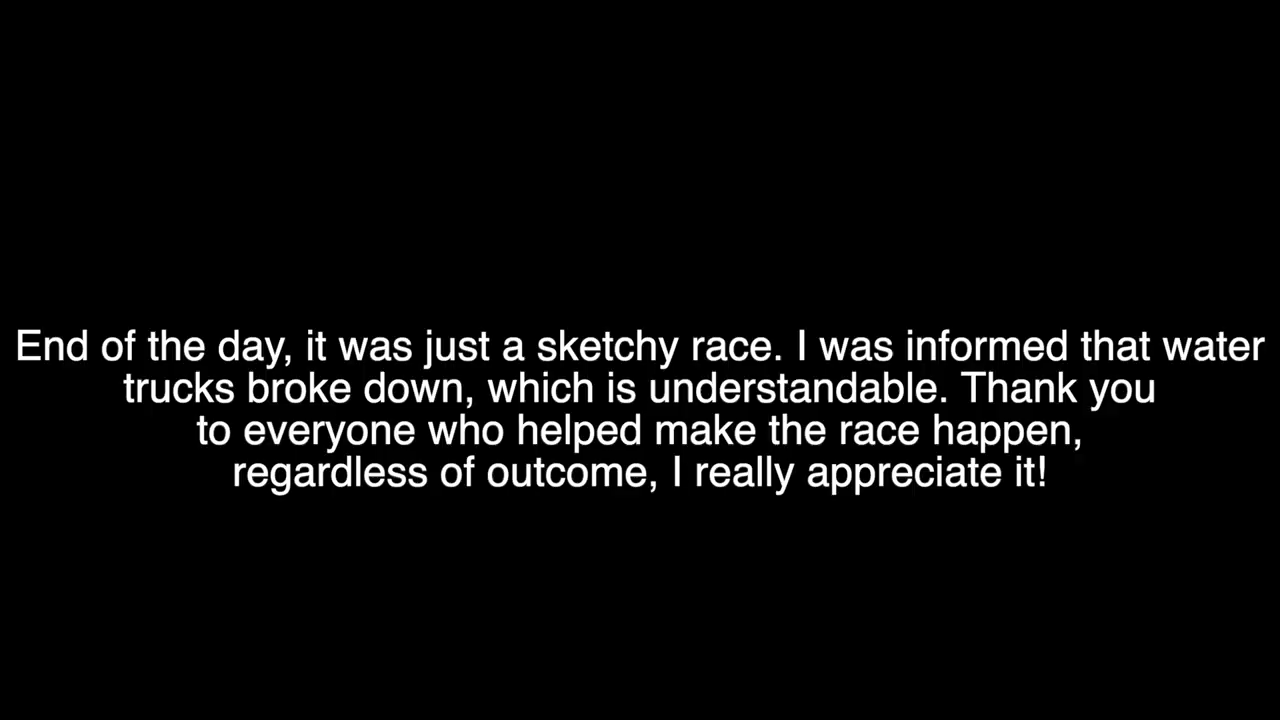 End of the day, it was just a sketchy race. I was informed that water
trucks broke down, which is understandable. Thank you
to everyone who helped make the race happen,
regardless of outcome, I really appreciate it!